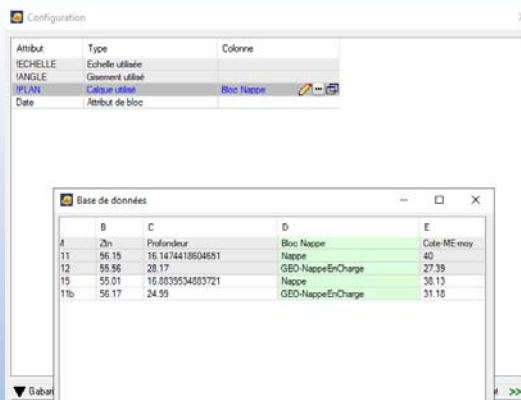 Configuration
Attribut Type Colonne
!ECHELLE Echelle utilisée
!ANGLE Gisement utilisé
!PLAN Calque utilisé Bloc Nappe
Date Attribut de bloc
Base de données
B C D E
Ztn Profondeur Bloc Nappe Cote-ME-moy
11 56.15 16.1474418604651 Nappe 40
12 55.56 28.17 GEO-NappeEnCharge 27.39
15 55.01 16.8839534883721 Nappe 38.13
11b 56.17 24.99 GEO-NappeEnCharge 31.18
Gabari >>